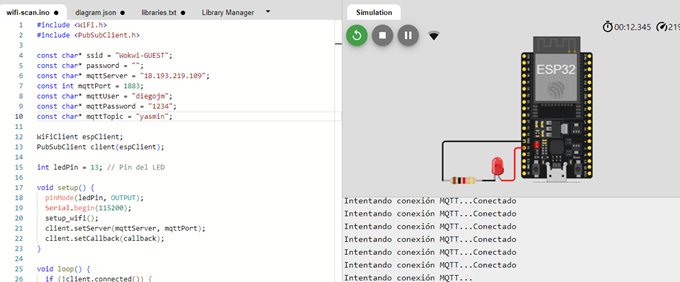 wifi-scan.ino ●
diagram.json ●
libraries.txt ●
Library Manager ▼
1 #include <WiFi.h>
2 #include <PubSubClient.h>
3
4 const char* ssid = "Wokwi-GUEST";
5 const char* password = "";
6 const char* mqttServer = "18.193.219.109";
7 const int mqttPort = 1883;
8 const char* mqttUser = "diegojm";
9 const char* mqttPassword = "1234";
10 const char* mqttTopic = "yasmin";
11
12 WiFiClient espClient;
13 PubSubClient client(espClient);
14
15 int ledPin = 13; // Pin del LED
16
17 void setup() {
18 pinMode(ledPin, OUTPUT);
19 Serial.begin(115200);
20 setup_wifi();
21 client.setServer(mqttServer, mqttPort);
22 client.setCallback(callback);
23 }
24
25 void loop() {
26 if (!client.connected()) {
Simulation
00:12.345
219
ESP32
Intentando conexión MQTT...Conectado
Intentando conexión MQTT...Conectado
Intentando conexión MQTT...Conectado
Intentando conexión MQTT...Conectado
Intentando conexión MQTT...Conectado
Intentando conexión MQTT...Conectado
Intentando conexión MQTT...